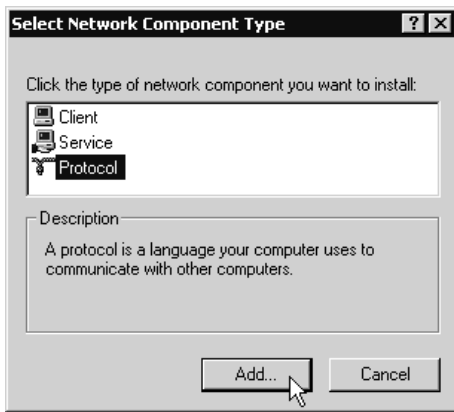 Select Network Component Type
Click the type of network component you want to install:
Client
Service
Protocol
Description
A protocol is a language your computer uses to
communicate with other computers.
Add...
Cancel